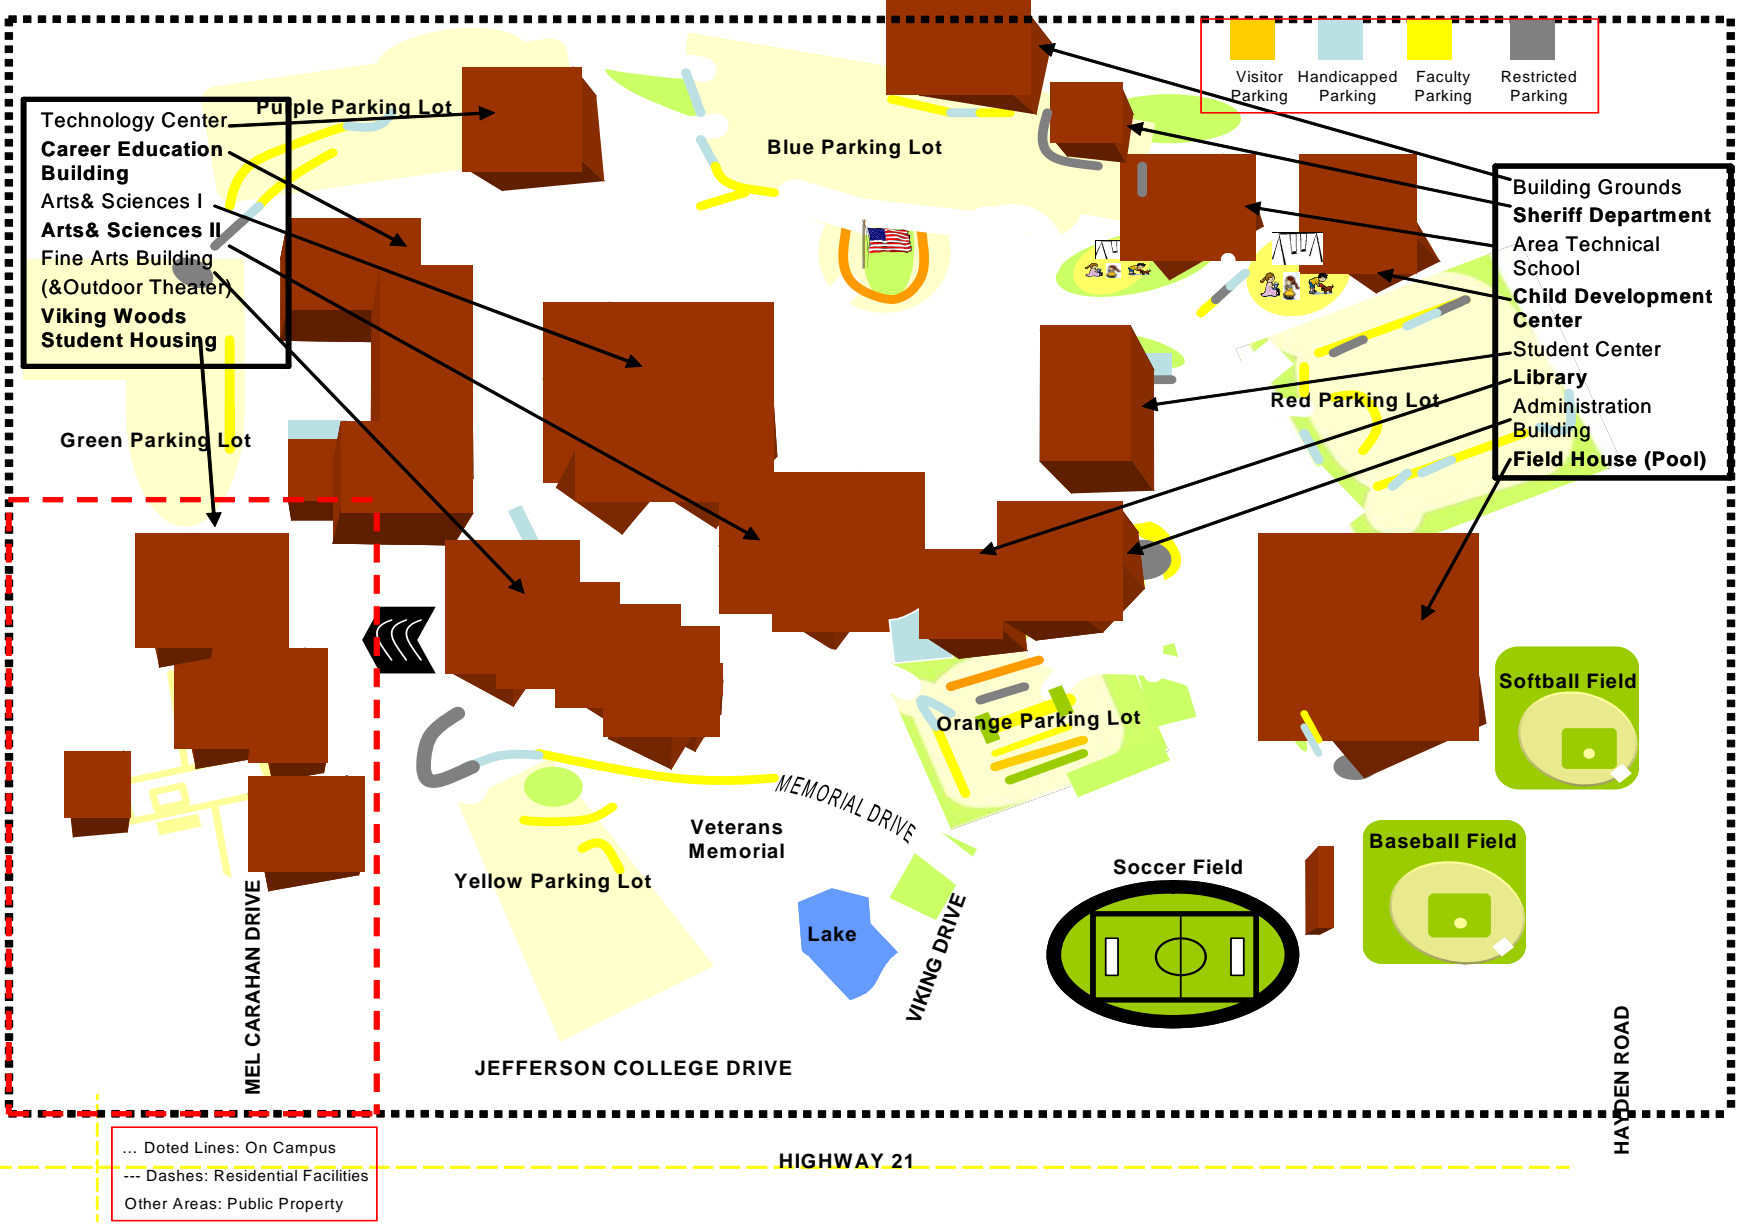 Visitor
Parking
Handicapped
Parking
Faculty
Parking
Restricted
Parking
Purple Parking Lot
Technology Center
Career Education
Building
Arts& Sciences I
Arts& Sciences II
Fine Arts Building
(&Outdoor Theater)
Viking Woods
Student Housing
Blue Parking Lot
Building Grounds
Sheriff Department
Area Technical
School
Child Development
Center
Student Center
Library
Administration
Building
Field House (Pool)
Red Parking Lot
Green Parking Lot
Softball Field
Orange Parking Lot
MEMORIAL DRIVE
Veterans
Memorial
Baseball Field
Soccer Field
Yellow Parking Lot
Lake
VIKING DRIVE
MEL CARAHAN DRIVE
JEFFERSON COLLEGE DRIVE
HAYDEN ROAD
... Doted Lines: On Campus
--- Dashes: Residential Facilities
Other Areas: Public Property
HIGHWAY 21